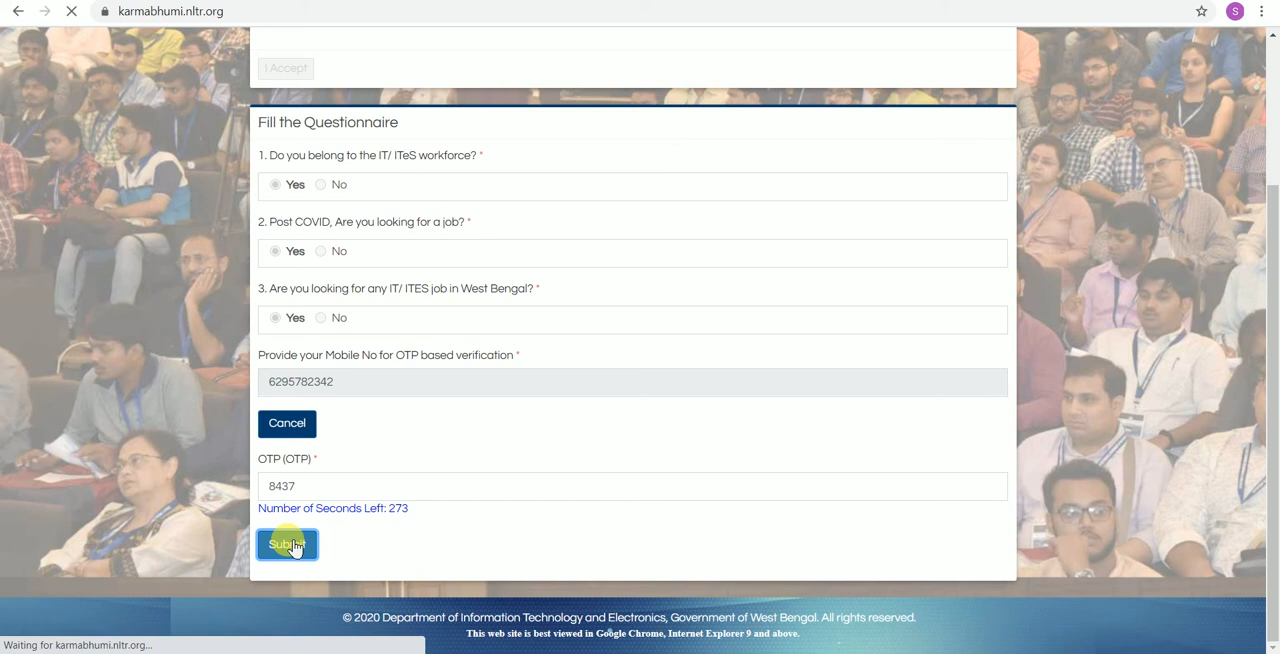 karmabhumi.nltr.org
S
I Accept
Fill the Questionnaire
1. Do you belong to the IT/ ITeS workforce? *
Yes No
2. Post COVID, Are you looking for a job? *
Yes No
3. Are you looking for any IT/ ITES job in West Bengal? *
Yes No
Provide your Mobile No for OTP based verification *
6295782342
Cancel
OTP (OTP) *
8437
Number of Seconds Left: 273
Submit
© 2020 Department of Information Technology and Electronics, Government of West Bengal. All rights reserved.
This web site is best viewed in Google Chrome, Internet Explorer 9 and above.
Waiting for karmabhumi.nltr.org...